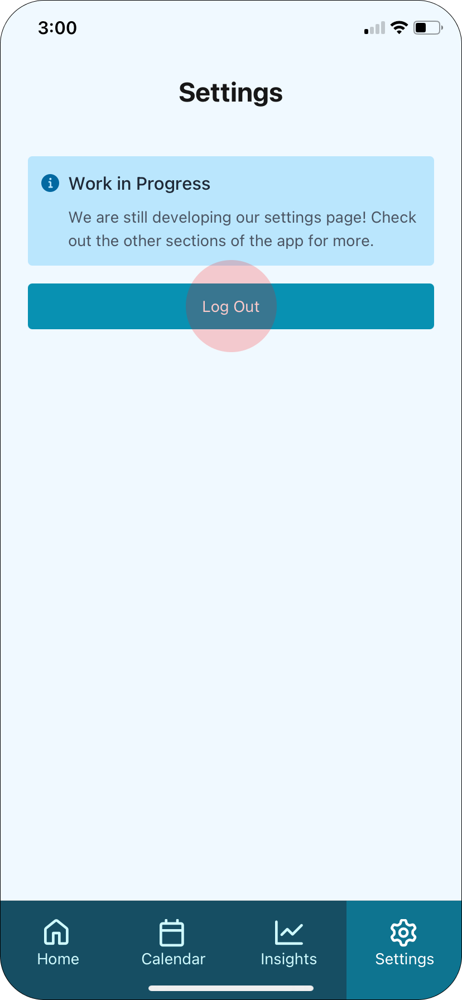 3:00
Settings
Work in Progress
We are still developing our settings page! Check
out the other sections of the app for more.
Log Out
Home
Calendar
Insights
Settings